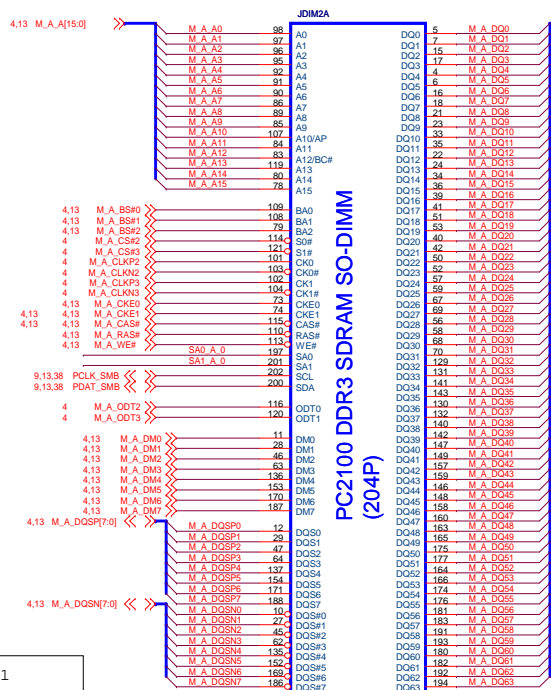 JDIM2A
4,13 M_A_A[15:0]
M_A_A0 98 A0
M_A_A1 97 A1
M_A_A2 96 A2
M_A_A3 95 A3
M_A_A4 92 A4
M_A_A5 91 A5
M_A_A6 90 A6
M_A_A7 86 A7
M_A_A8 89 A8
M_A_A9 85 A9
M_A_A10 107 A10/AP
M_A_A11 84 A11
M_A_A12 83 A12/BC#
M_A_A13 119 A13
M_A_A14 80 A14
M_A_A15 78 A15
4,13 M_A_BS#0 109 BA0
4,13 M_A_BS#1 108 BA1
4,13 M_A_BS#2 79 BA2
4 M_A_CS#2 114 S0#
4 M_A_CS#3 121 S1#
4 M_A_CLKP2 101 CK0
4 M_A_CLKN2 103 CK0#
4 M_A_CLKP3 102 CK1
4 M_A_CLKN3 104 CK1#
4,13 M_A_CKE0 73 CKE0
4,13 4,13 M_A_CKE1 74 CKE1
4,13 4,13 M_A_CAS# 115 CAS#
4,13 M_A_RAS# 110 RAS#
4,13 M_A_WE# 113 WE#
SA0_A_0 197 SA0
SA1_A_0 201 SA1
9,13,38 PCLK_SMB 202 SCL
9,13,38 PDAT_SMB 200 SDA
4 M_A_ODT2 116 ODT0
4 M_A_ODT3 120 ODT1
4,13 M_A_DM0 11 DM0
4,13 M_A_DM1 28 DM1
4,13 M_A_DM2 46 DM2
4,13 M_A_DM3 63 DM3
4,13 M_A_DM4 136 DM4
4,13 M_A_DM5 153 DM5
4,13 M_A_DM6 170 DM6
4,13 M_A_DM7 187 DM7
4,13 M_A_DQSP[7:0]
M_A_DQSP0 12 DQS0
M_A_DQSP1 29 DQS1
M_A_DQSP2 47 DQS2
M_A_DQSP3 64 DQS3
M_A_DQSP4 137 DQS4
M_A_DQSP5 154 DQS5
M_A_DQSP6 171 DQS6
M_A_DQSP7 188 DQS7
4,13 M_A_DQSN[7:0]
M_A_DQSN0 10 DQS#0
M_A_DQSN1 27 DQS#1
M_A_DQSN2 45 DQS#2
M_A_DQSN3 62 DQS#3
M_A_DQSN4 135 DQS#4
M_A_DQSN5 152 DQS#5
M_A_DQSN6 169 DQS#6
M_A_DQSN7 186 DQS#7
1
PC2100 DDR3 SDRAM SO-DIMM
(204P)
DQ0 5 M_A_DQ0
DQ1 7 M_A_DQ1
DQ2 15 M_A_DQ2
DQ3 17 M_A_DQ3
DQ4 4 M_A_DQ4
DQ5 6 M_A_DQ5
DQ6 16 M_A_DQ6
DQ7 18 M_A_DQ7
DQ8 21 M_A_DQ8
DQ9 23 M_A_DQ9
DQ10 33 M_A_DQ10
DQ11 35 M_A_DQ11
DQ12 22 M_A_DQ12
DQ13 24 M_A_DQ13
DQ14 34 M_A_DQ14
DQ15 36 M_A_DQ15
DQ16 39 M_A_DQ16
DQ17 41 M_A_DQ17
DQ18 51 M_A_DQ18
DQ19 53 M_A_DQ19
DQ20 40 M_A_DQ20
DQ21 42 M_A_DQ21
DQ22 50 M_A_DQ22
DQ23 52 M_A_DQ23
DQ24 57 M_A_DQ24
DQ25 59 M_A_DQ25
DQ26 67 M_A_DQ26
DQ27 69 M_A_DQ27
DQ28 56 M_A_DQ28
DQ29 58 M_A_DQ29
DQ30 68 M_A_DQ30
DQ31 70 M_A_DQ31
DQ32 129 M_A_DQ32
DQ33 131 M_A_DQ33
DQ34 141 M_A_DQ34
DQ35 143 M_A_DQ35
DQ36 130 M_A_DQ36
DQ37 132 M_A_DQ37
DQ38 140 M_A_DQ38
DQ39 142 M_A_DQ39
DQ40 147 M_A_DQ40
DQ41 149 M_A_DQ41
DQ42 157 M_A_DQ42
DQ43 159 M_A_DQ43
DQ44 146 M_A_DQ44
DQ45 148 M_A_DQ45
DQ46 158 M_A_DQ46
DQ47 160 M_A_DQ47
DQ48 163 M_A_DQ48
DQ49 165 M_A_DQ49
DQ50 175 M_A_DQ50
DQ51 177 M_A_DQ51
DQ52 164 M_A_DQ52
DQ53 166 M_A_DQ53
DQ54 174 M_A_DQ54
DQ55 176 M_A_DQ55
DQ56 181 M_A_DQ56
DQ57 183 M_A_DQ57
DQ58 191 M_A_DQ58
DQ59 193 M_A_DQ59
DQ60 180 M_A_DQ60
DQ61 182 M_A_DQ61
DQ62 192 M_A_DQ62
DQ63 194 M_A_DQ63